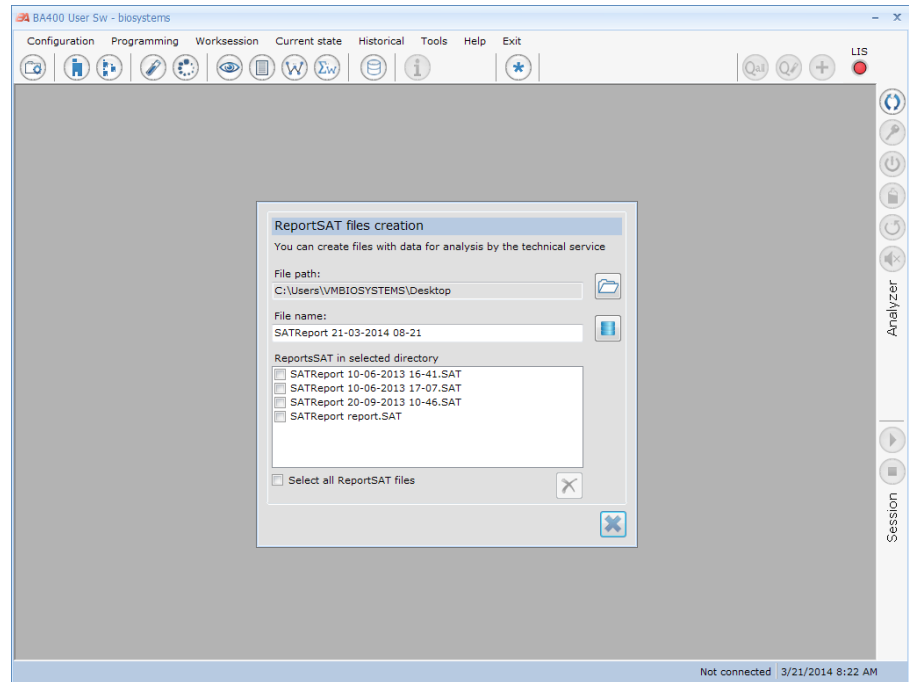 BA400 User Sw - biosystems
Configuration Programming Worksession Current state Historical Tools Help Exit
LIS
Analyzer
ReportSAT files creation
You can create files with data for analysis by the technical service
File path:
C:\Users\VMBIOSYSTEMS\Desktop
File name:
SATReport 21-03-2014 08-21
ReportsSAT in selected directory
SATReport 10-06-2013 16-41.SAT
SATReport 10-06-2013 17-07.SAT
SATReport 20-09-2013 10-46.SAT
SATReport report.SAT
Select all ReportSAT files
Session
Not connected 3/21/2014 8:22 AM